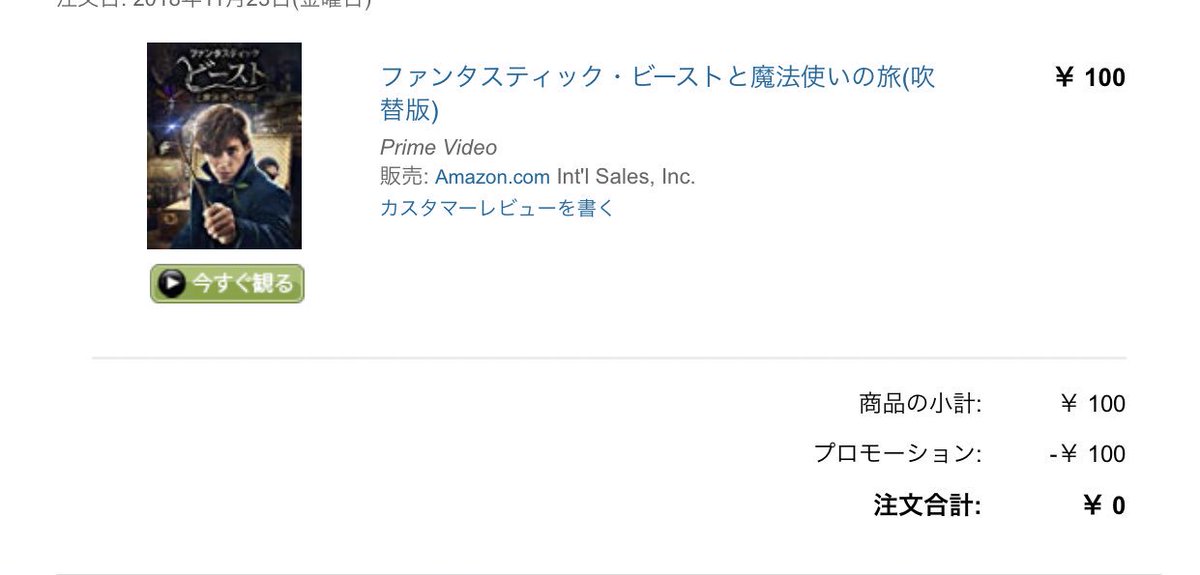 注文日: 2018年11月23日(金曜日)
ファンタスティック
ビースト
ファンタスティック・ビーストと魔法使いの旅(吹
替版)
¥ 100
Prime Video
販売: Amazon.com Int'l Sales, Inc.
カスタマーレビューを書く
今すぐ観る
商品の小計: ¥ 100
プロモーション: -¥ 100
注文合計: ¥ 0